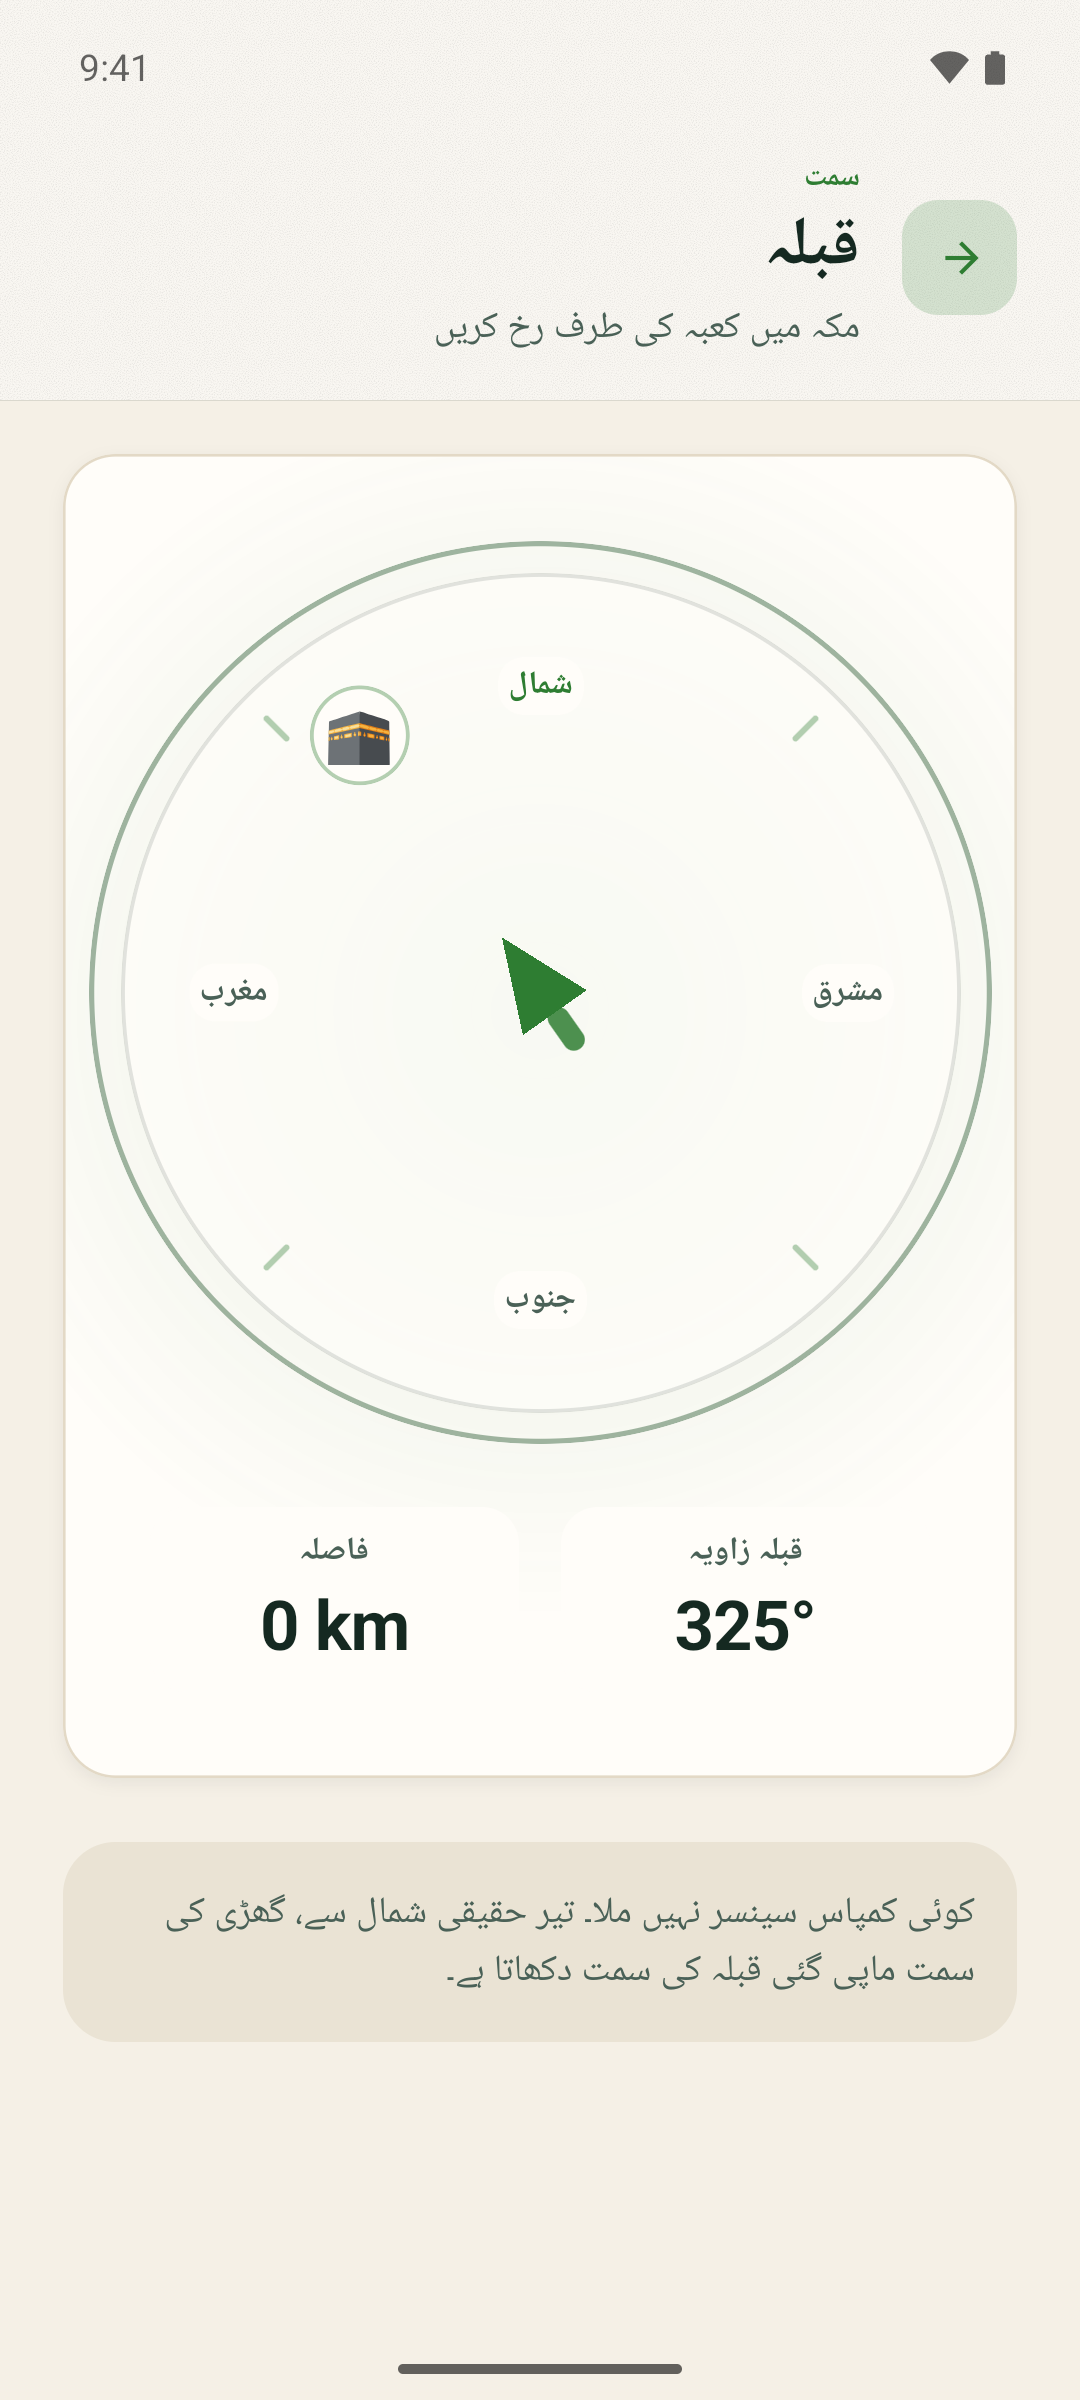 9:41
سمت
قبلہ
مکہ میں کعبہ کی طرف رخ کریں
شمال
مشرق
مغرب
جنوب
قبلہ زاویہ
325°
فاصلہ
0 km
کوئی کمپاس سینسر نہیں ملا۔ تیر حقیقی شمال سے، گھڑی کی
سمت ماپی گئی قبلہ کی سمت دکھاتا ہے۔